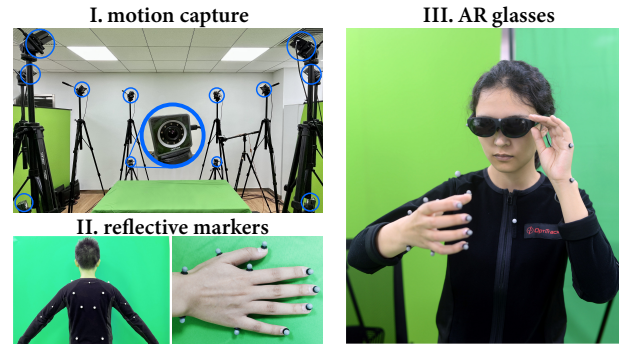 I. motion capture
III. AR glasses
II. reflective markers
OptiTrack